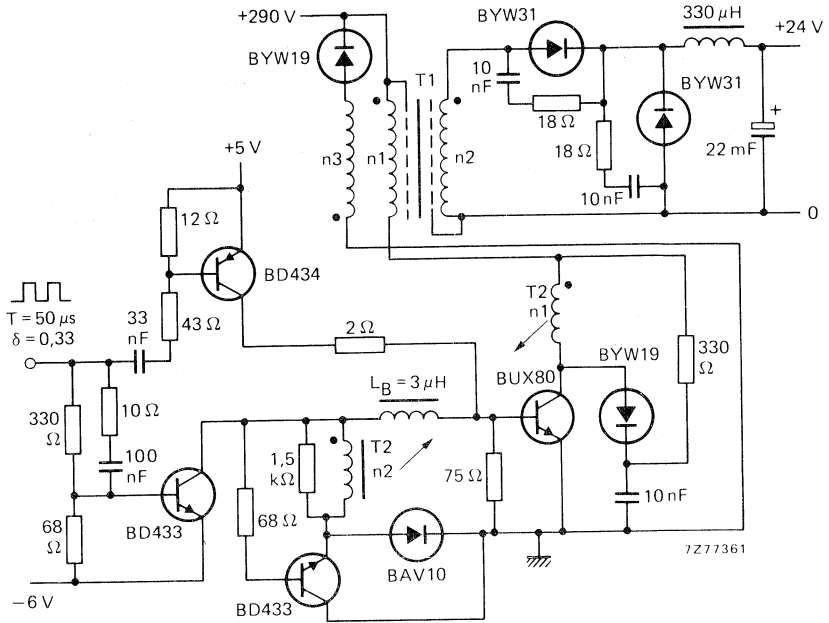 +290 V
BYW31
330 µH
+24 V
BYW19
T1
10
nF
BYW31
18 Ω
+
n3
n1
n2
18 Ω
22 mF
+5 V
10nF
0
12 Ω
BD434
T2
n1
T = 50 µs
δ = 0,33
33
nF
43 Ω
2 Ω
BYW19
330
Ω
L_B = 3 µH
BUX80
330
Ω
10 Ω
T2
n2
1,5
kΩ
100
nF
75 Ω
10 nF
68 Ω
68
Ω
BD433
BAV10
7Z77361
−6 V
BD433